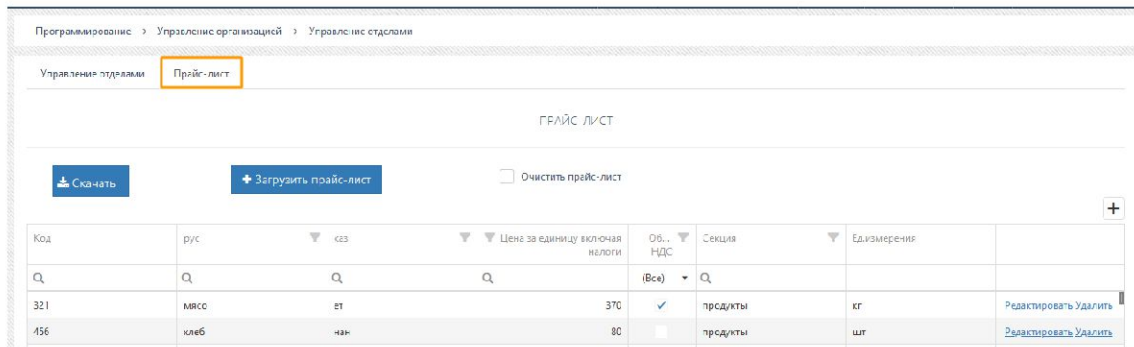 Программирование > Управление организацией > Управление отделами
Управление отделами Прайс-лист
ПРАЙС-ЛИСТ
Скачать + Загрузить прайс-лист Очистить прайс-лист
+
Код рус каз Цена за единицу включая Об... Секция Ед.измерения
налоги НДС
(Все)
321 мясо ет 370 продукты кг Редактировать Удалить
456 хлеб нан 80 продукты шт Редактировать Удалить